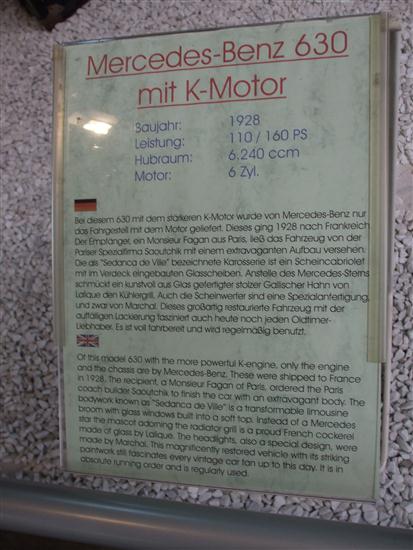 Mercedes-Benz 630
mit K-Motor
Baujahr: 1928
Leistung: 110 / 160 PS
Hubraum: 6.240 ccm
Motor: 6 Zyl.
Bei diesem 630 mit dem stärkeren K-Motor wurde von Mercedes-Benz nur
das Fahrgestell mit dem Motor geliefert. Dieses ging 1928 nach Frankreich.
Der Empfänger, ein Monsieur Fagan aus Paris, ließ das Fahrzeug von der
Pariser Spezialfirma Saoutchik mit einem extravaganten Aufbau versehen.
Die als "Sedanca de Ville" bezeichnete Karosserie ist ein Scheincabriolet
mit im Verdeck eingebauten Glasscheiben. Anstelle des Mercedes-Sterns
schmückt ein kunstvoll aus Glas gefertigter stolzer Gallischer Hahn von
Lalique den Kühlergrill. Auch die Scheinwerfer sind eine Spezialanfertigung,
und zwar von Marchal. Dieses großartig restaurierte Fahrzeug mit der
auffälligen Lackierung fasziniert auch heute noch jeden Oldtimer-
Liebhaber. Es ist voll fahrbereit und wird regelmäßig benutzt.
Of this model 630 with the more powerful K-engine, only the engine
and the chassis are by Mercedes-Benz. These were shipped to France
in 1928. The recipient, a Monsieur Fagan of Paris, ordered the Paris
coach builder Saoutchik to finish the car with an extravagant body. The
bodywork known as "Sedanca de Ville" is a transformable limousine
broom with glass windows built into a soft top. Instead of a Mercedes
star the mascot adorning the radiator grill is a proud French cockerel
made of glass by Lalique. The headlights, also a special design, were
made by Marchal. This magnificently restored vehicle with its striking
paintwork still fascinates every vintage car fan up to this day. It is in
absolute running order and is regularly used.